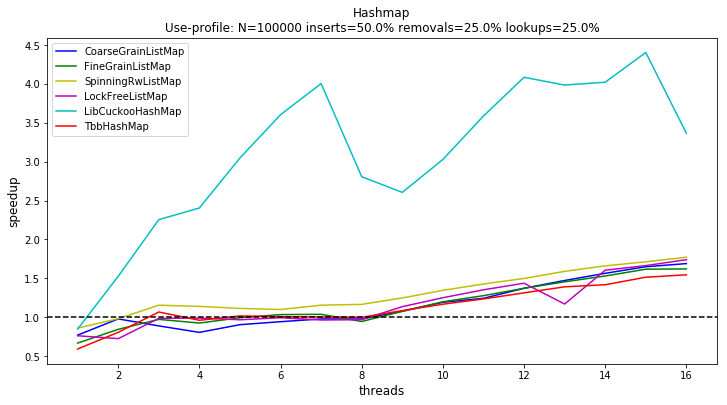 Hashmap
Use-profile: N=100000 inserts=50.0% removals=25.0% lookups=25.0%
CoarseGrainListMap
FineGrainListMap
SpinningRwListMap
LockFreeListMap
LibCuckooHashMap
TbbHashMap
speedup
4.5
4.0
3.5
3.0
2.5
2.0
1.5
1.0
0.5
2 4 6 8 10 12 14 16
threads